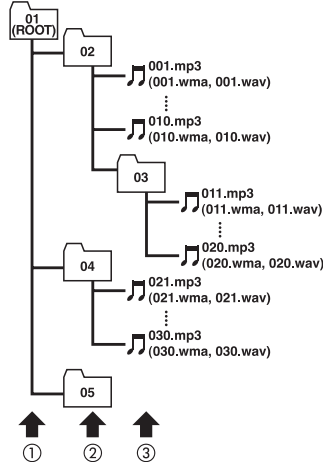 01
(ROOT)
02
001.mp3
(001.wma, 001.wav)
010.mp3
(010.wma, 010.wav)
03
011.mp3
(011.wma, 011.wav)
020.mp3
(020.wma, 020.wav)
04
021.mp3
(021.wma, 021.wav)
030.mp3
(030.wma, 030.wav)
05
① ② ③